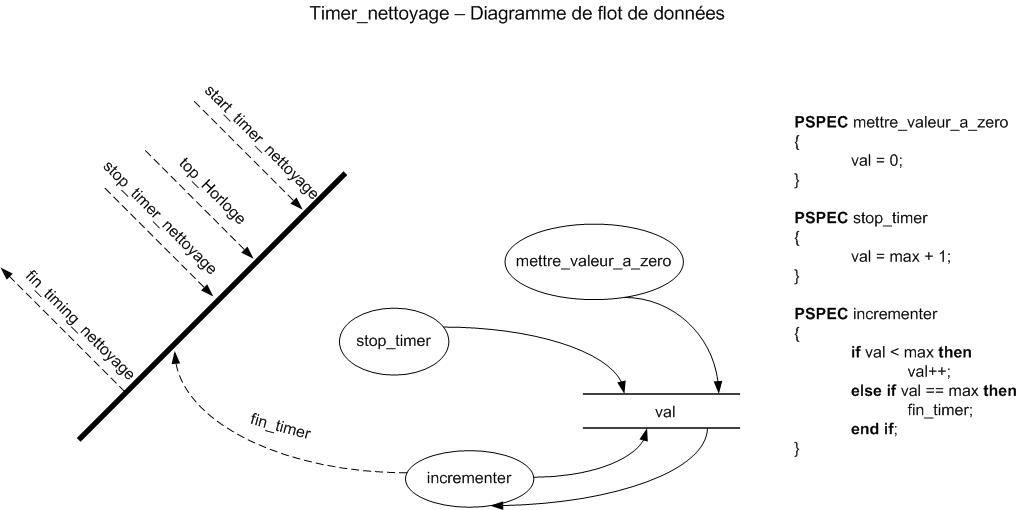 Timer_nettoyage – Diagramme de flot de données
start_timer_nettoyage
top_Horloge
stop_timer_nettoyage
fin_timing_nettoyage
mettre_valeur_a_zero
stop_timer
val
fin_timer
incrementer
PSPEC mettre_valeur_a_zero
{
val = 0;
}
PSPEC stop_timer
{
val = max + 1;
}
PSPEC incrementer
{
if val < max then
val++;
else if val == max then
fin_timer;
end if;
}